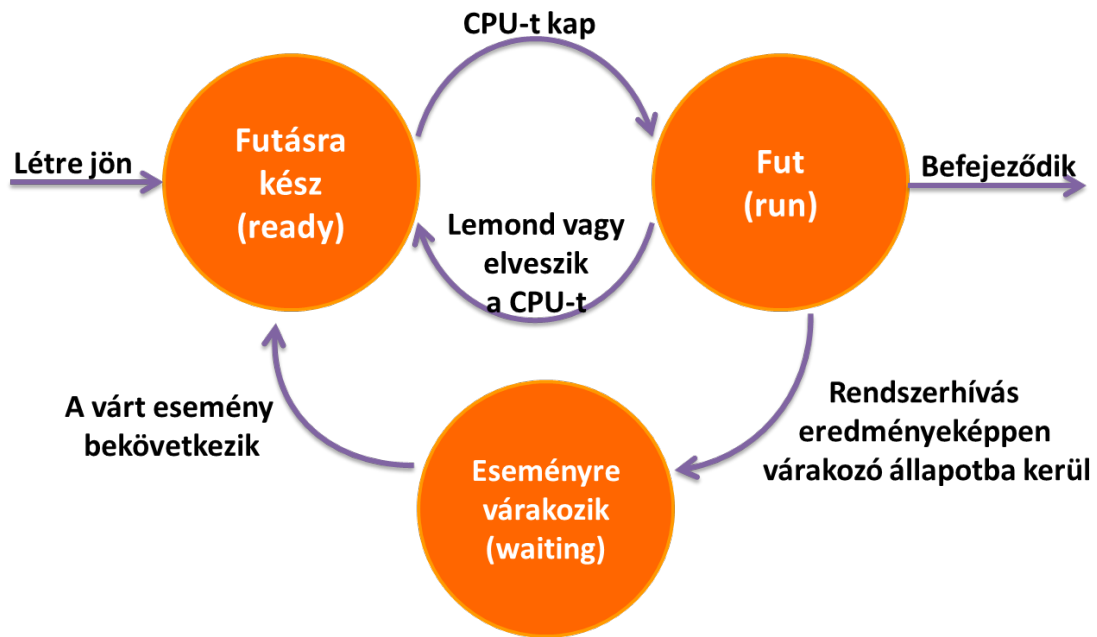 CPU-t kap
Létre jön
Futásra
kész
(ready)
Fut
(run)
Befejeződik
Lemond vagy
elveszik
a CPU-t
A várt esemény
bekövetkezik
Eseményre
várakozik
(waiting)
Rendszerhívás
eredményeképpen
várakozó állapotba kerül